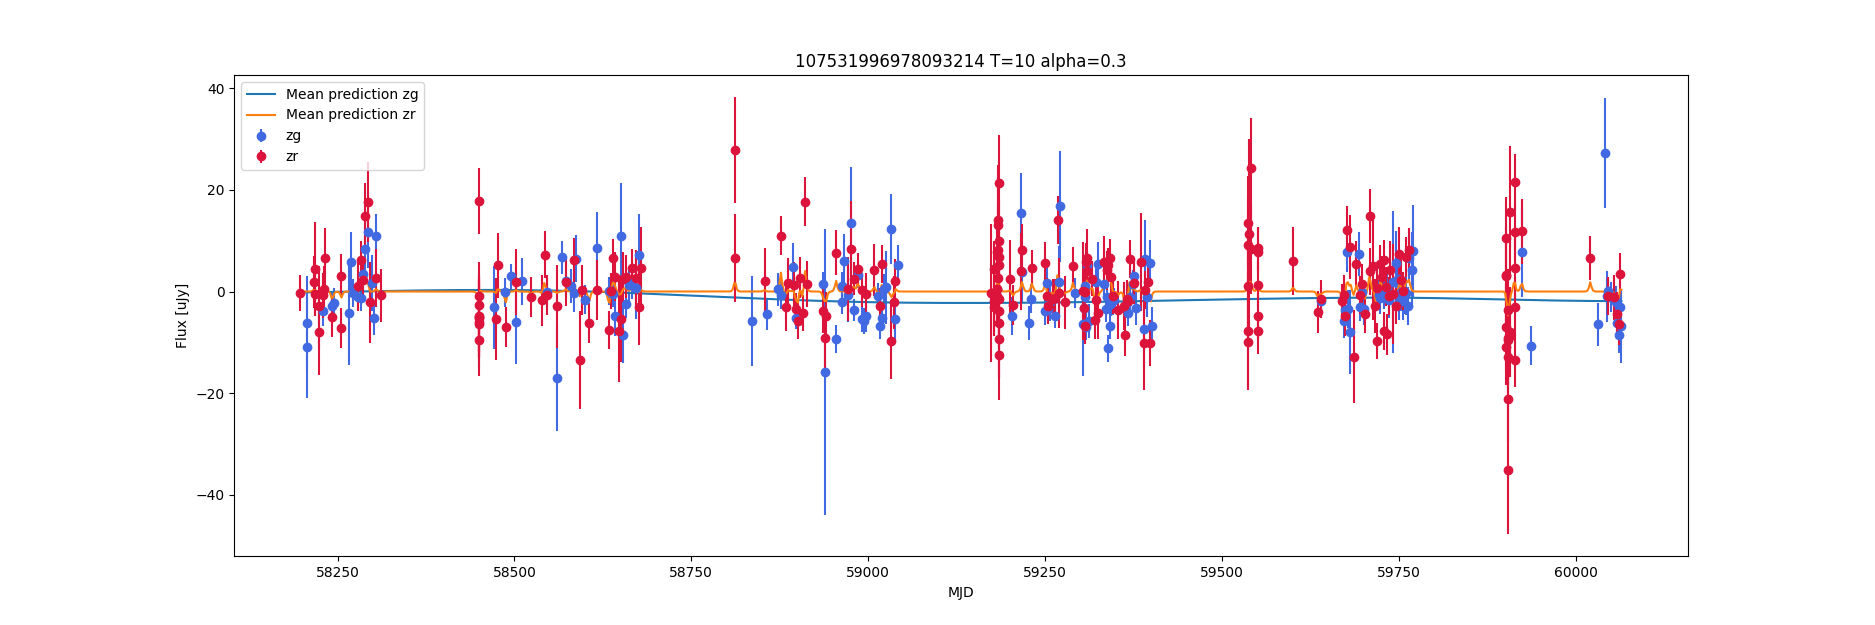 107531996978093214 T=10 alpha=0.3
Mean prediction zg
Mean prediction zr
zg
zr
40
20
0
−20
−40
Flux [uJy]
58250 58500 58750 59000 59250 59500 59750 60000
MJD